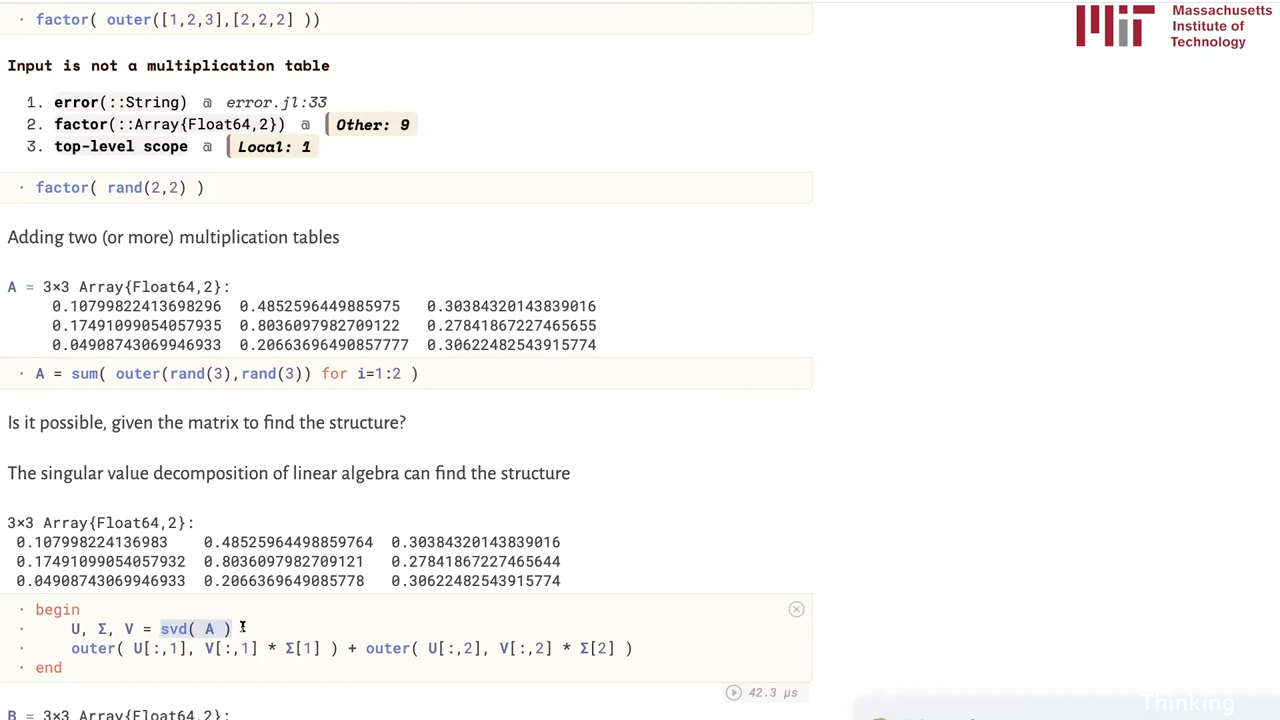 factor( outer([1,2,3],[2,2,2] ))
Massachusetts
Institute of
Technology
Input is not a multiplication table
1. error(::String) @ error.jl:33
2. factor(::Array{Float64,2}) @ Other: 9
3. top-level scope @ Local: 1
factor( rand(2,2) )
Adding two (or more) multiplication tables
A = 3×3 Array{Float64,2}:
0.10799822413698296 0.4852596449885975 0.30384320143839016
0.17491099054057935 0.8036097982709122 0.27841867227465655
0.04908743069946933 0.20663696490857777 0.30622482543915774
A = sum( outer(rand(3),rand(3)) for i=1:2 )
Is it possible, given the matrix to find the structure?
The singular value decomposition of linear algebra can find the structure
3×3 Array{Float64,2}:
0.107998224136983 0.48525964498859764 0.30384320143839016
0.17491099054057932 0.8036097982709121 0.27841867227465644
0.04908743069946933 0.2066369649085778 0.30622482543915774
begin
U, Σ, V = svd( A )
outer( U[:,1], V[:,1] * Σ[1] ) + outer( U[:,2], V[:,2] * Σ[2] )
end
42.3 μs
Thinking
B = 3×3 Array{Float64,2}: